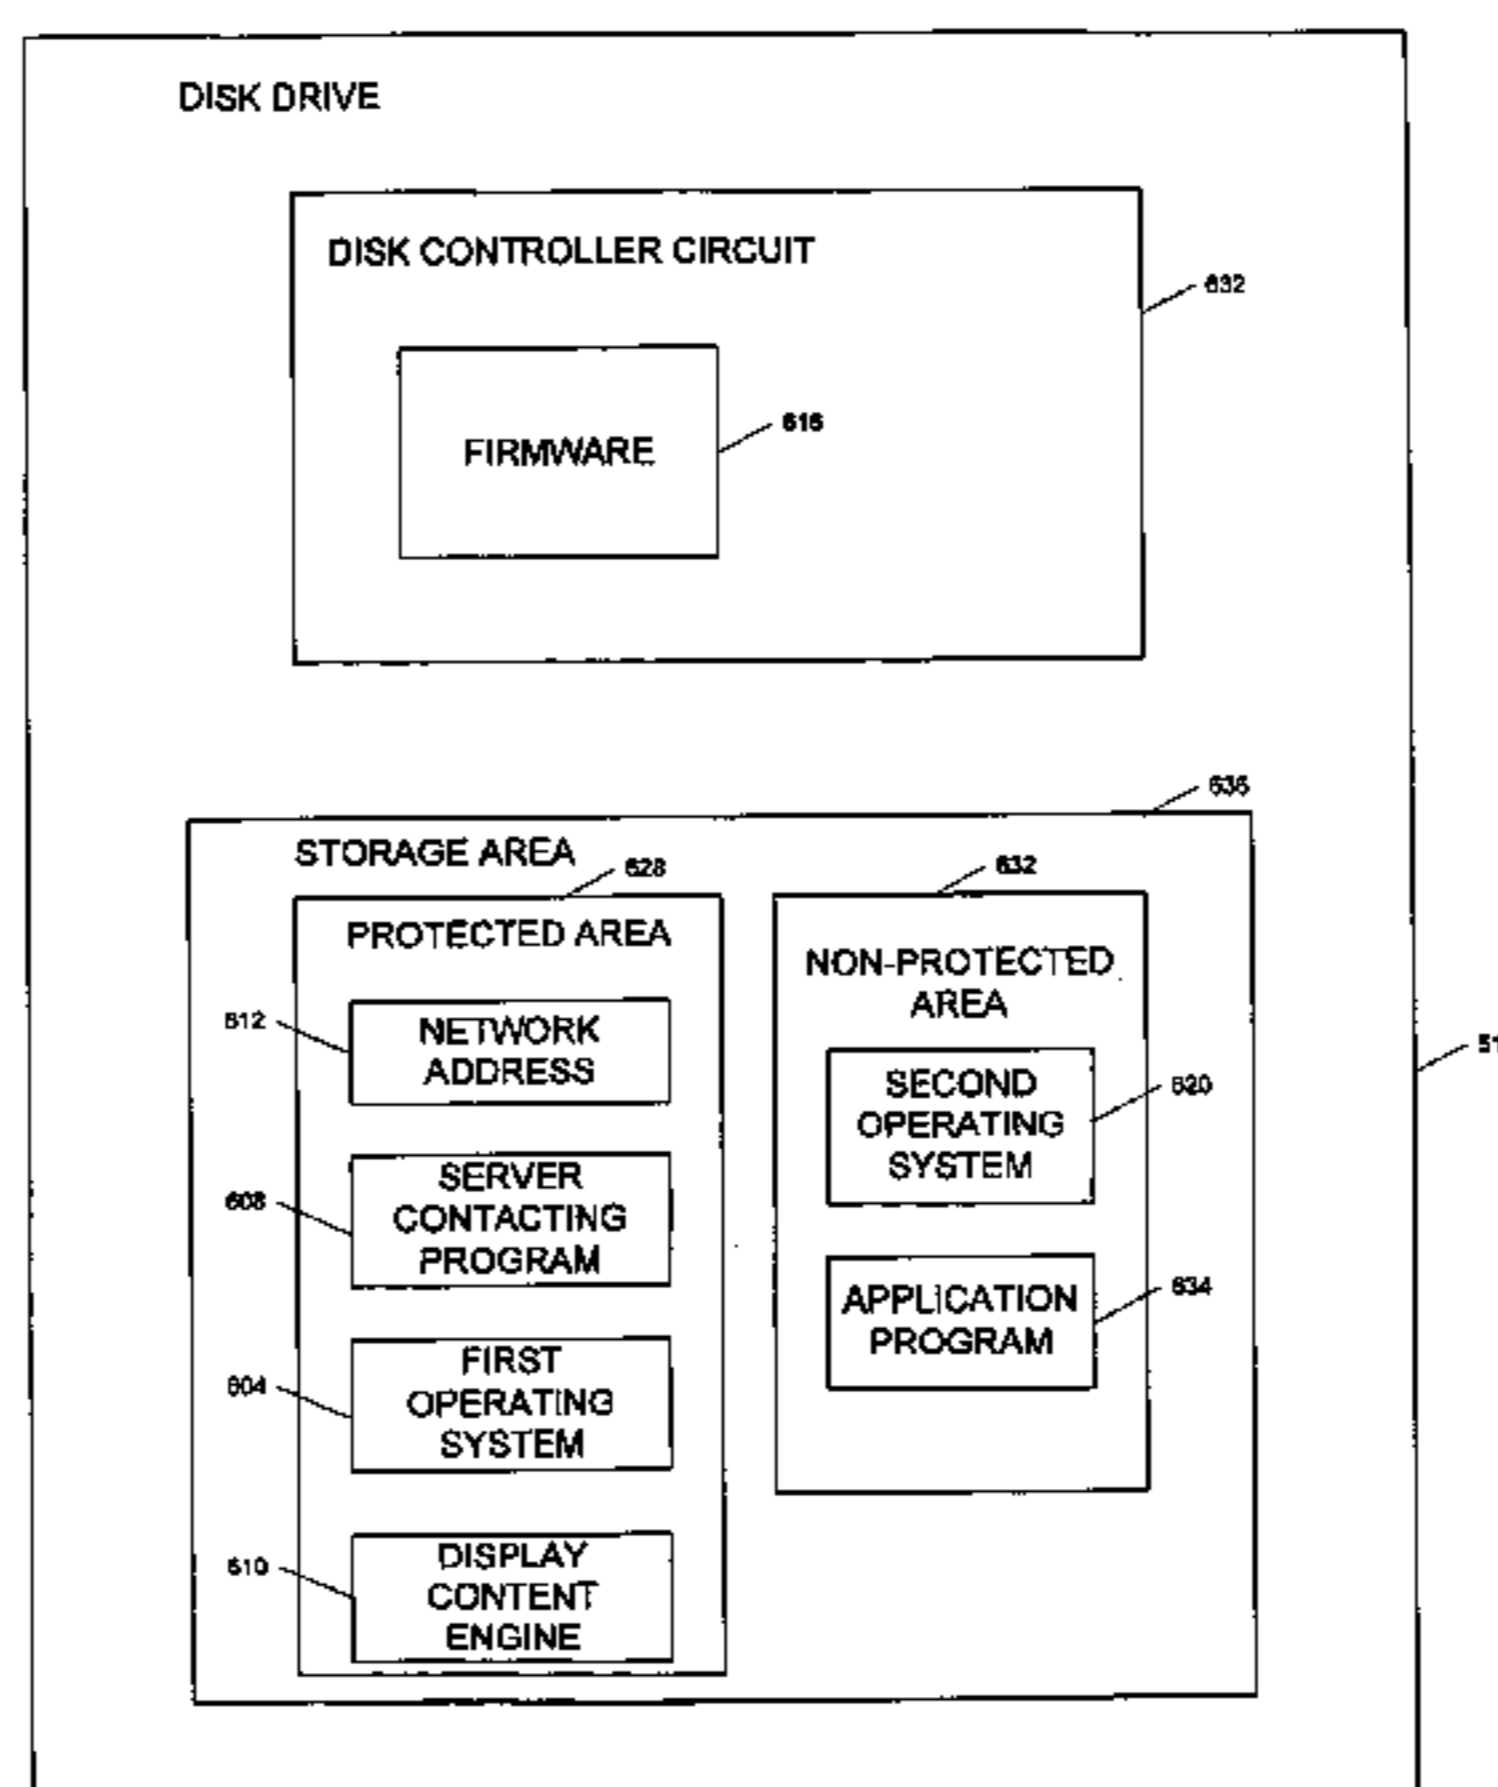 DISK DRIVE
DISK CONTROLLER CIRCUIT
632
FIRMWARE
616
636
STORAGE AREA
628
632
PROTECTED AREA
NON-PROTECTED
AREA
612
NETWORK
ADDRESS
SECOND
OPERATING
SYSTEM
620
608
SERVER
CONTACTING
PROGRAM
APPLICATION
PROGRAM
634
604
FIRST
OPERATING
SYSTEM
610
DISPLAY
CONTENT
ENGINE